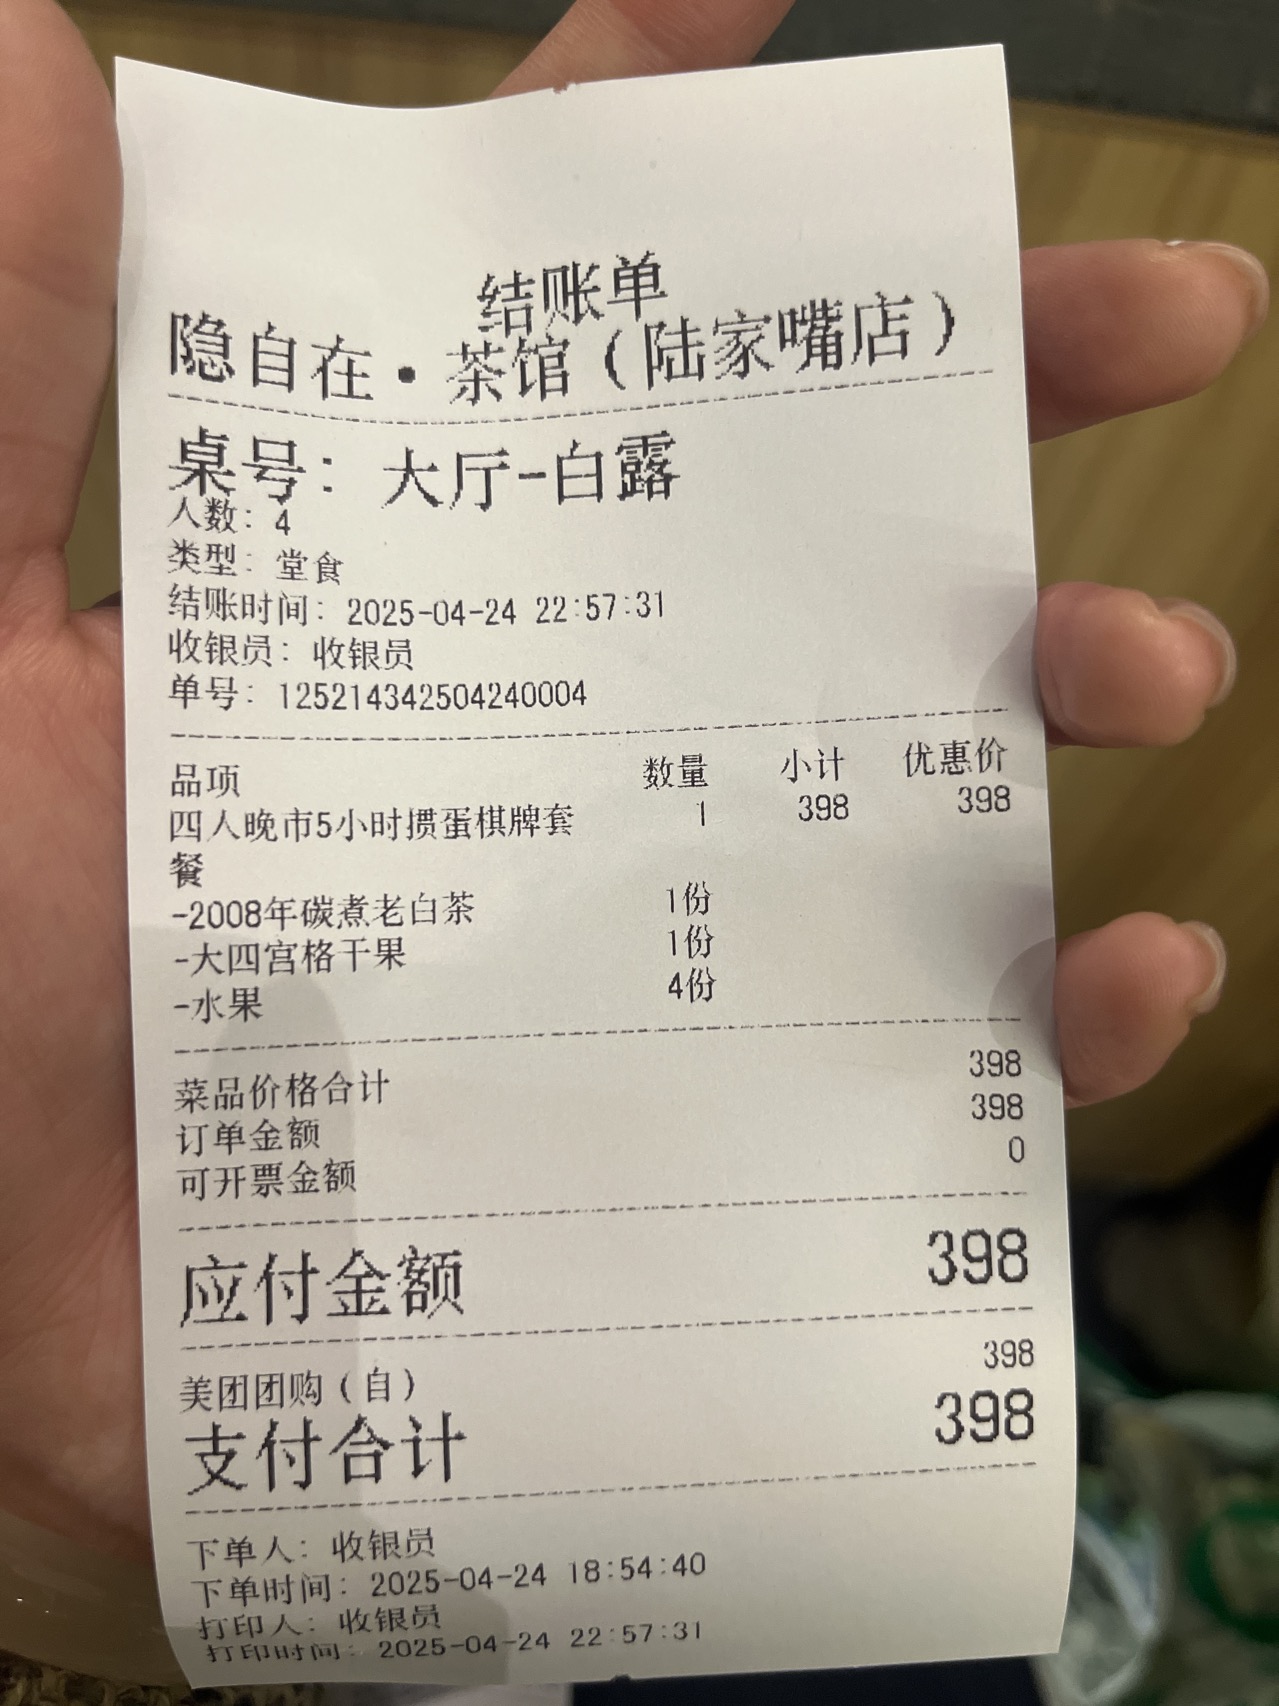 结账单
隐自在·茶馆(陆家嘴店)
桌号: 大厅-白露
人数: 4
类型: 堂食
结账时间: 2025-04-24 22:57:31
收银员: 收银员
单号: 125214342504240004
品项 数量 小计 优惠价
四人晚市5小时掼蛋棋牌套 1 398 398
餐
-2008年碳煮老白茶 1份
-大四宫格干果 1份
-水果 4份
菜品价格合计 398
订单金额 398
可开票金额 0
应付金额 398
美团团购(自) 398
支付合计 398
下单人: 收银员
下单时间: 2025-04-24 18:54:40
打印人: 收银员
打印时间: 2025-04-24 22:57:31